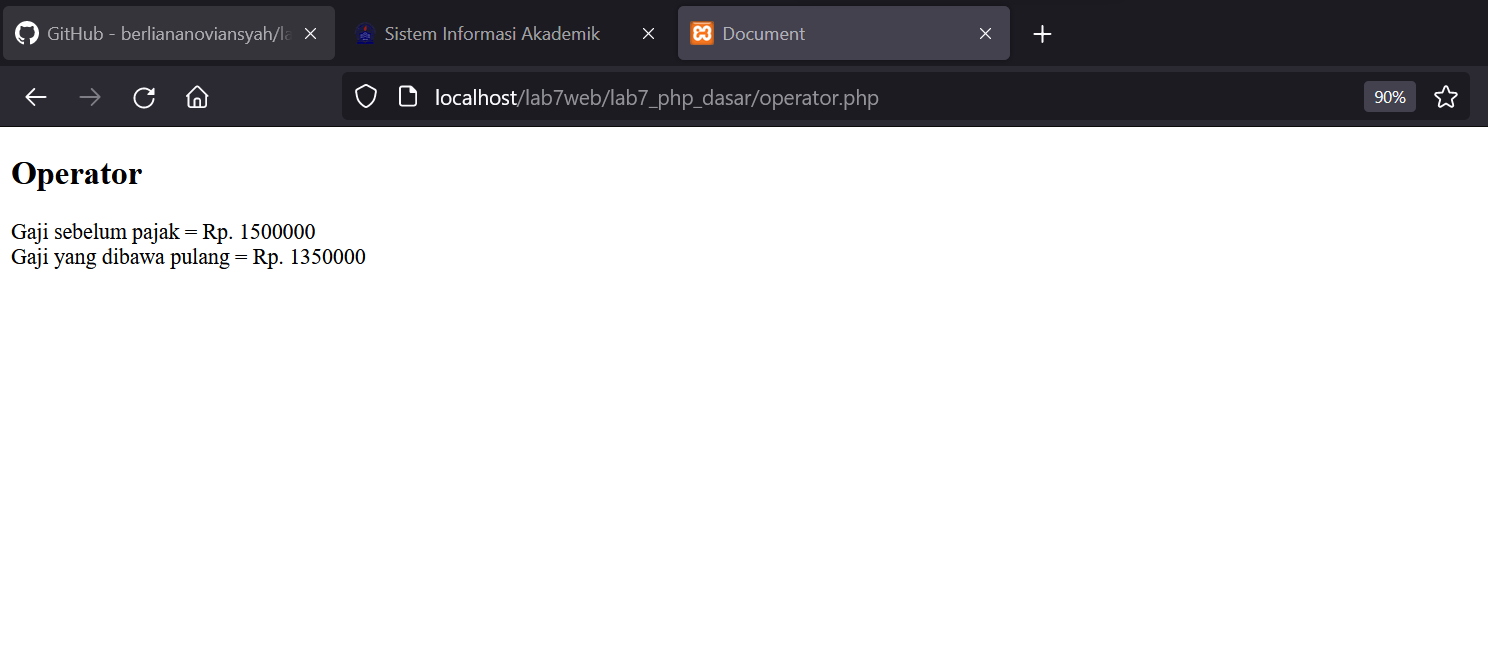 GitHub - berliananoviansyah/la
Sistem Informasi Akademik
Document
localhost/lab7web/lab7_php_dasar/operator.php
90%
Operator
Gaji sebelum pajak = Rp. 1500000
Gaji yang dibawa pulang = Rp. 1350000